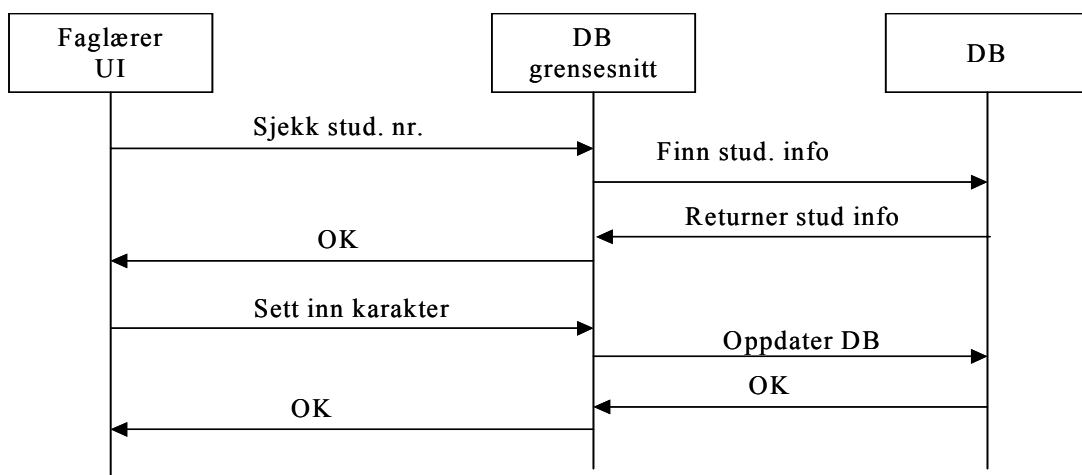 Faglærer
UI
DB
grensesnitt
DB
Sjekk stud. nr.
Finn stud. info
Returner stud info
OK
Sett inn karakter
Oppdater DB
OK
OK